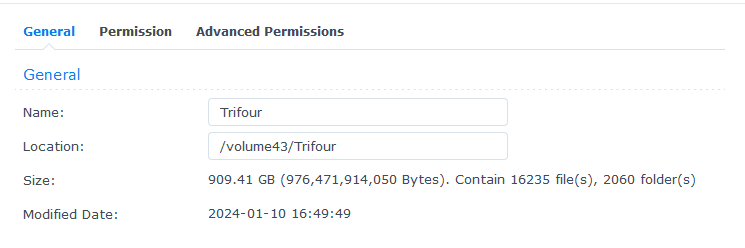 General Permission Advanced Permissions
General
Name: Trifour
Location: /volume43/Trifour
Size: 909.41 GB (976,471,914,050 Bytes). Contain 16235 file(s), 2060 folder(s)
Modified Date: 2024-01-10 16:49:49